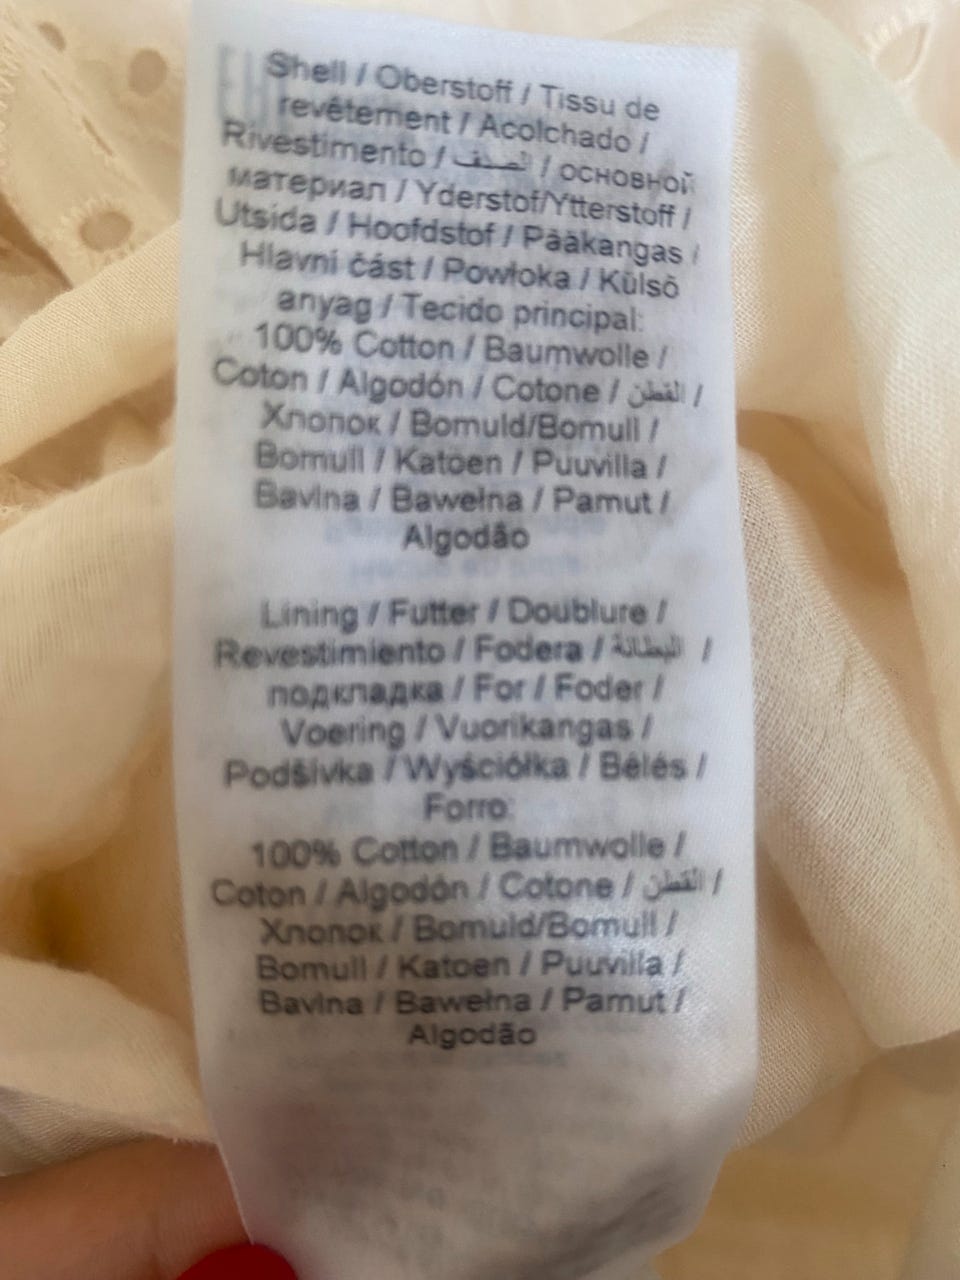 Shell / Oberstoff / Tissu de
revêtement / Acolchado /
Rivestimento / الصدف / основной
материал / Yderstof/Ytterstoff /
Utsida / Hoofdstof / Pääkangas /
Hlavní část / Powłoka / Külső
anyag / Tecido principal:
100% Cotton / Baumwolle /
Coton / Algodón / Cotone / القطن /
Хлопок / Bomuld/Bomull /
Bomull / Katoen / Puuvilla /
Bavlna / Bawełna / Pamut /
Algodão
Lining / Futter / Doublure /
Revestimiento / Fodera / البطانة /
подкладка / For / Foder /
Voering / Vuorikangas /
Podšívka / Wyściółka / Bélés /
Forro:
100% Cotton / Baumwolle /
Coton / Algodón / Cotone / القطن /
Хлопок / Bomuld/Bomull /
Bomull / Katoen / Puuvilla /
Bavlna / Bawełna / Pamut /
Algodão